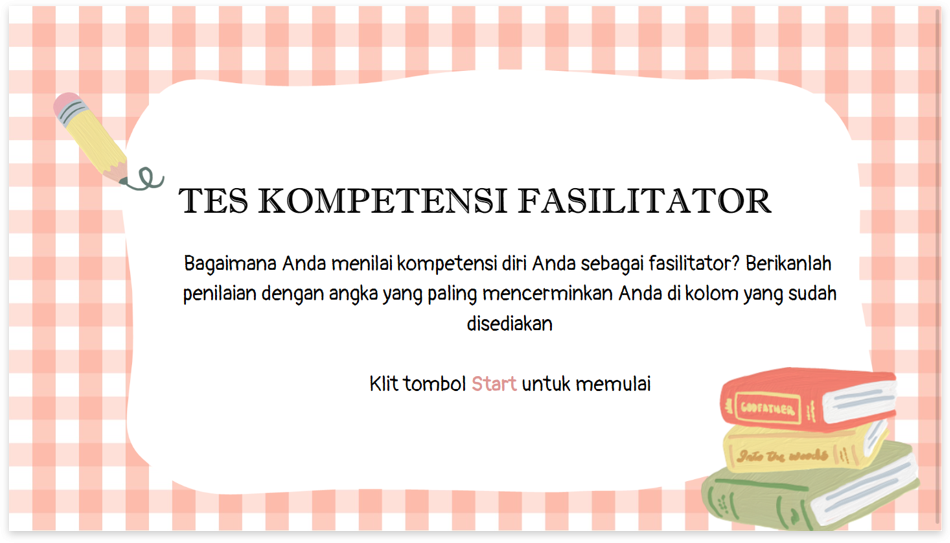 TES KOMPETENSI FASILITATOR
Bagaimana Anda menilai kompetensi diri Anda sebagai fasilitator? Berikanlah
penilaian dengan angka yang paling mencerminkan Anda di kolom yang sudah
disediakan
Klit tombol Start untuk memulai
GODFATHER
Into the woods